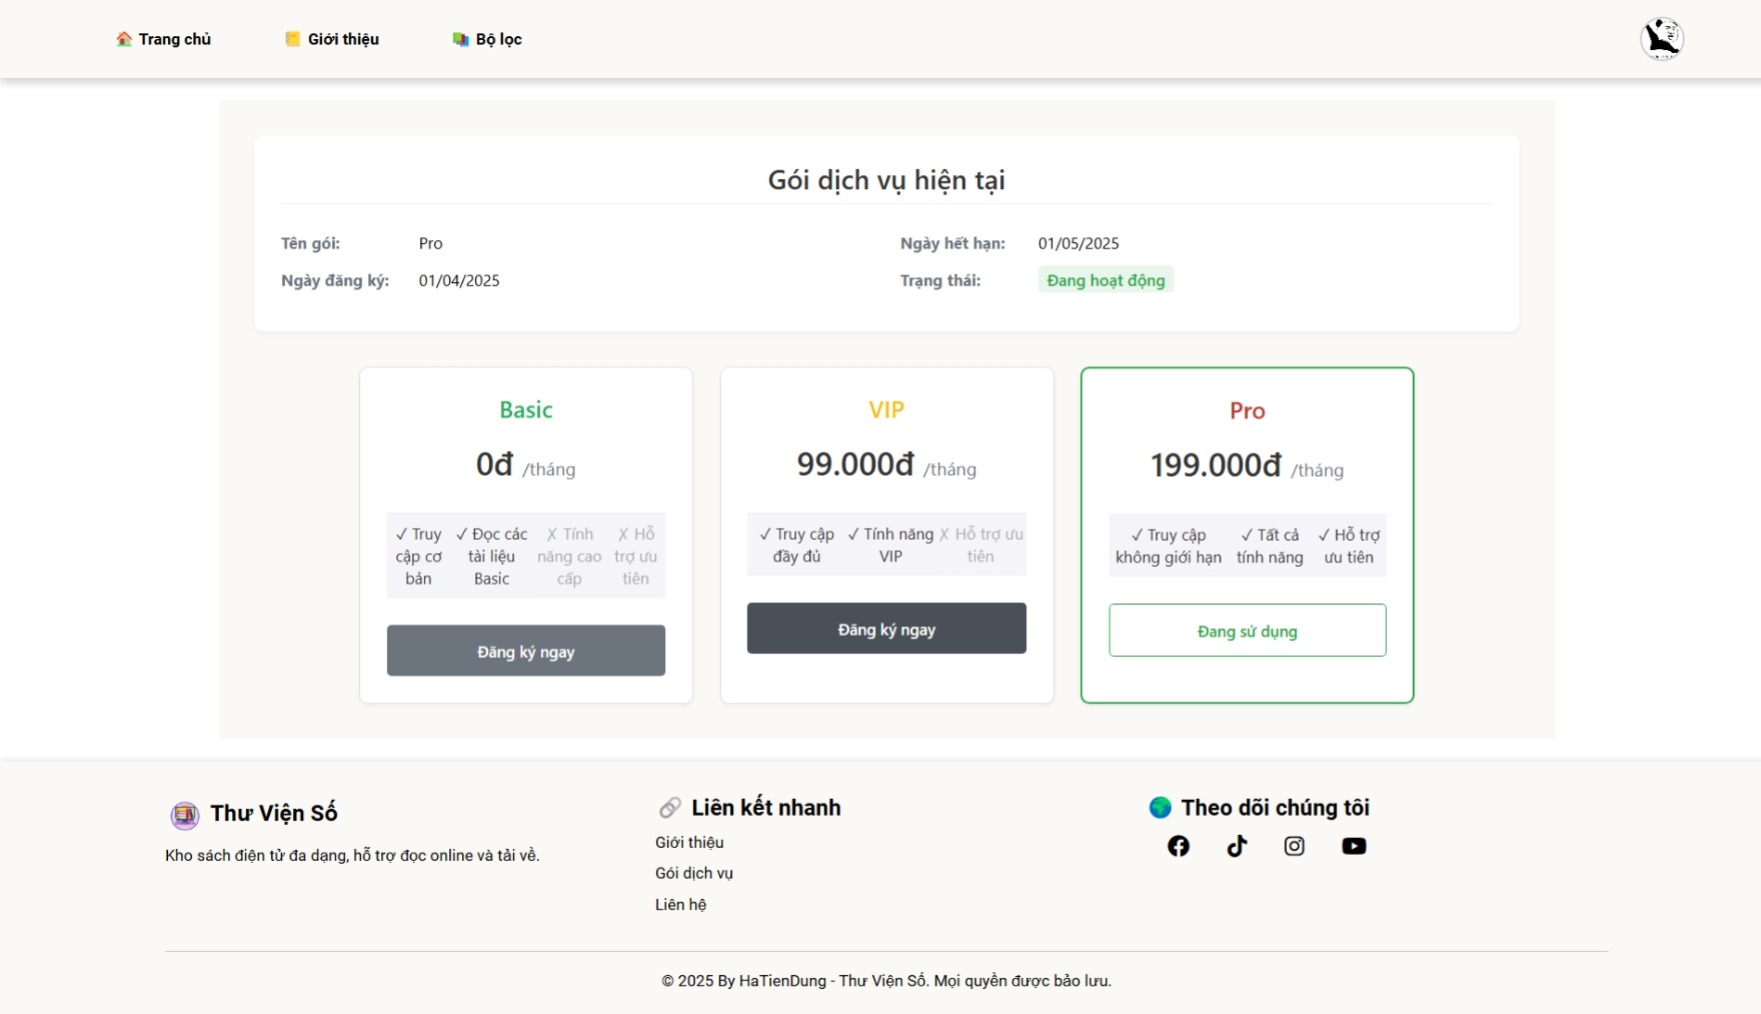 Trang chủ
Giới thiệu
Bộ lọc
Gói dịch vụ hiện tại
Tên gói: Pro
Ngày hết hạn: 01/05/2025
Ngày đăng ký: 01/04/2025
Trạng thái: Đang hoạt động
Basic
0đ /tháng
✓ Truy
cập cơ
bản
✓ Đọc các
tài liệu
Basic
✗ Tính
năng cao
cấp
✗ Hỗ
trợ ưu
tiên
Đăng ký ngay
VIP
99.000đ /tháng
✓ Truy cập
đầy đủ
✓ Tính năng
VIP
✗ Hỗ trợ ưu
tiên
Đăng ký ngay
Pro
199.000đ /tháng
✓ Truy cập
không giới hạn
✓ Tất cả
tính năng
✓ Hỗ trợ
ưu tiên
Đang sử dụng
Thư Viện Số
Kho sách điện tử đa dạng, hỗ trợ đọc online và tải về.
Liên kết nhanh
Giới thiệu
Gói dịch vụ
Liên hệ
Theo dõi chúng tôi
© 2025 By HaTienDung - Thư Viện Số. Mọi quyền được bảo lưu.